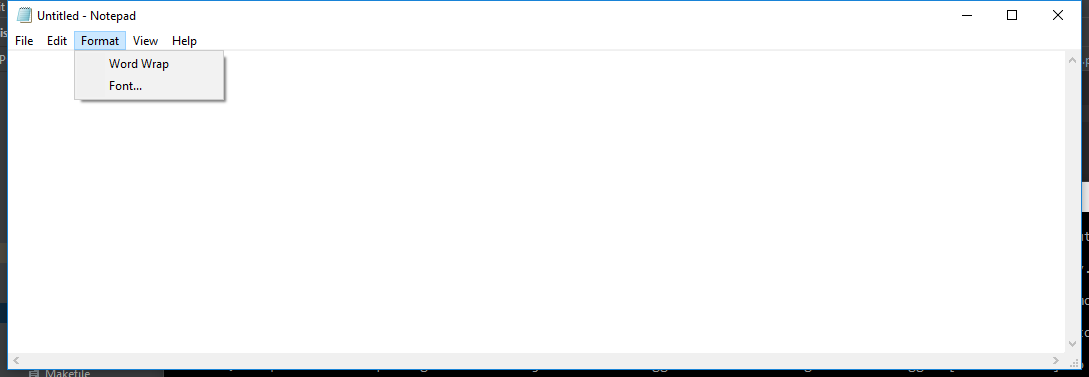 Untitled - Notepad
File Edit Format View Help
Word Wrap
Font...
Makefile